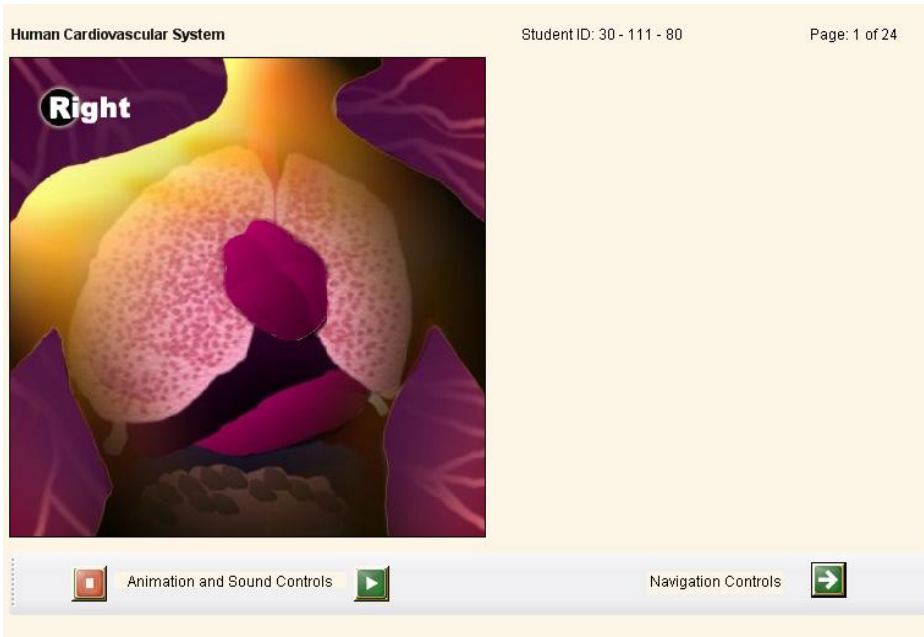 Human Cardiovascular System
Student ID: 30 - 111 - 80
Page: 1 of 24
Right
Animation and Sound Controls
Navigation Controls